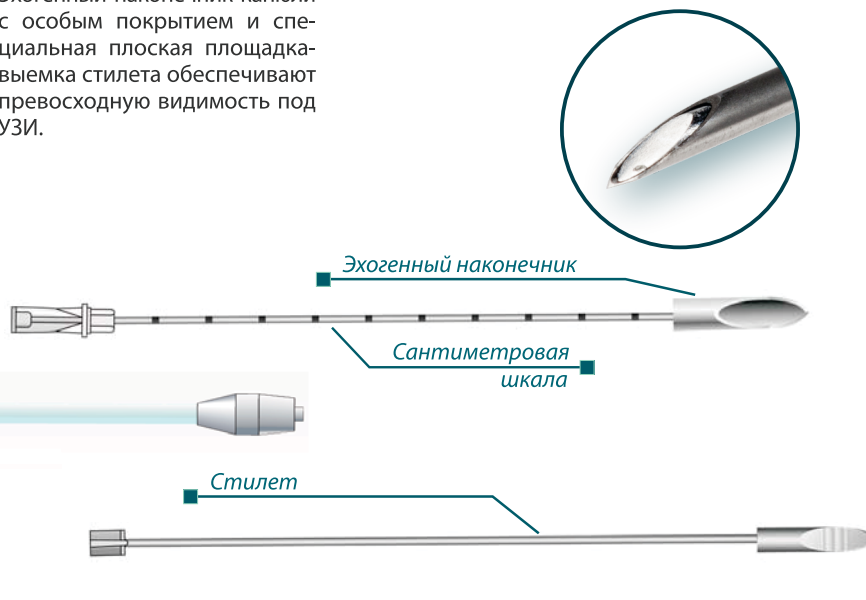 с особым покрытием и спе-
циальная плоская площадка-
выемка стилета обеспечивают
превосходную видимость под
УЗИ.
Эхогенный наконечник
Сантиметровая
шкала
Стилет